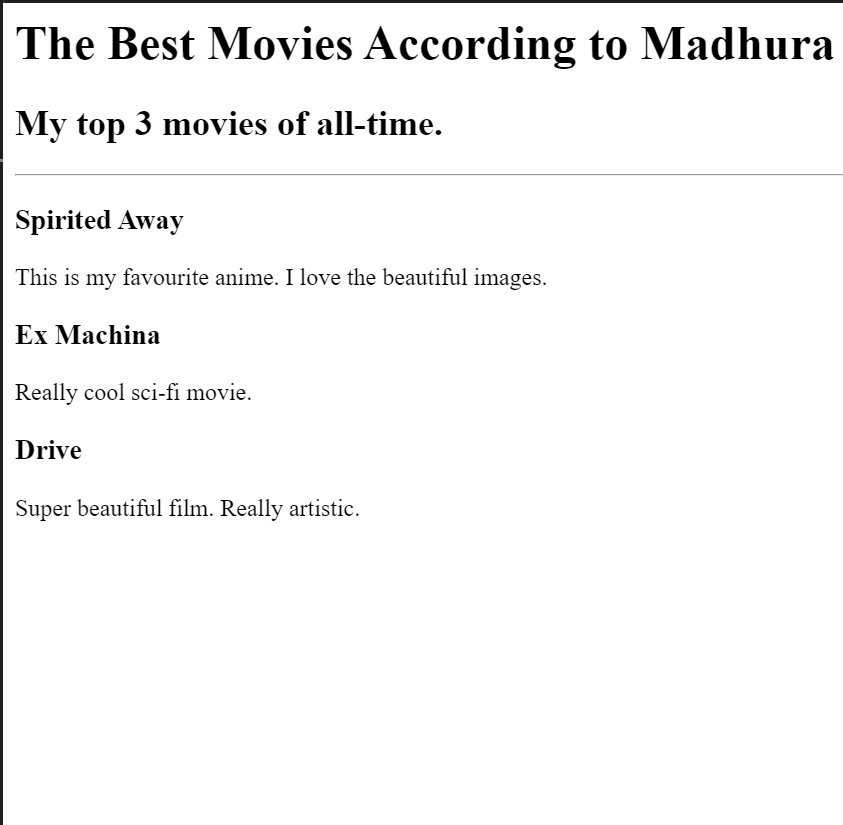 The Best Movies According to Madhura
My top 3 movies of all-time.
Spirited Away
This is my favourite anime. I love the beautiful images.
Ex Machina
Really cool sci-fi movie.
Drive
Super beautiful film. Really artistic.